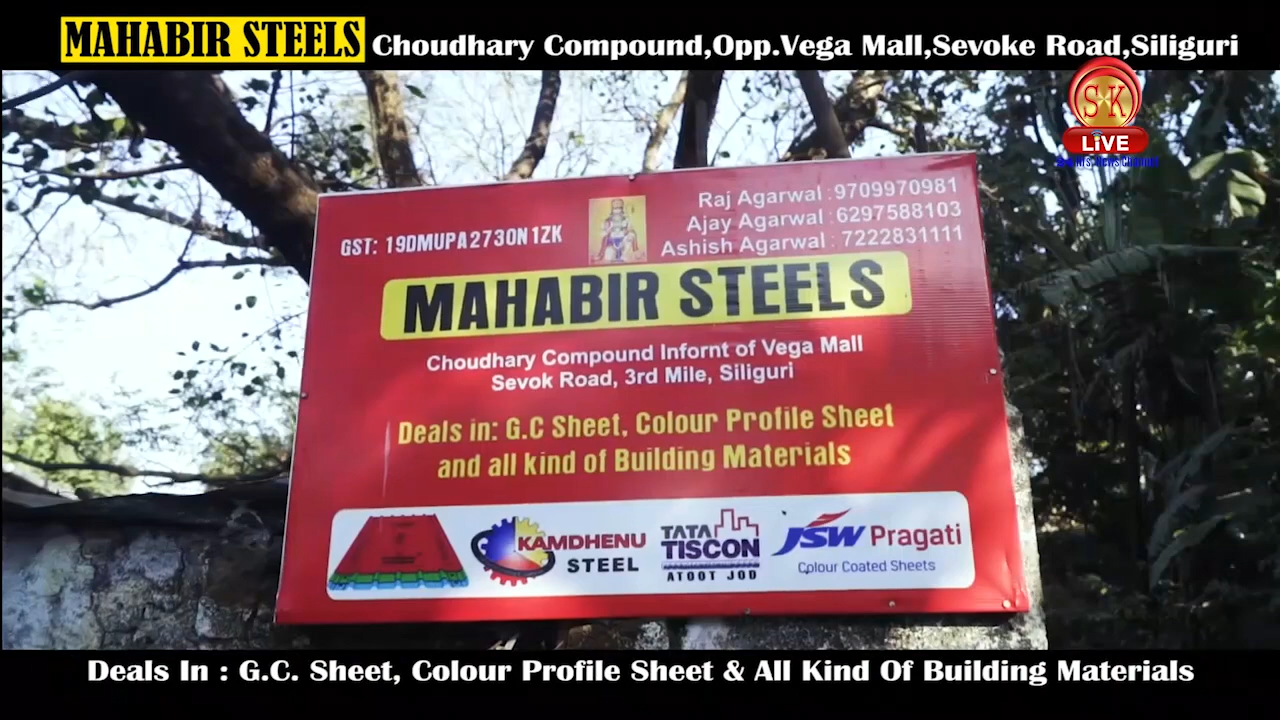 MAHABIR STEELS Choudhary Compound,Opp.Vega Mall,Sevoke Road,Siliguri
S K
LIVE
GST: 19DMUPA2730N1ZK
Raj Agarwal : 9709970981
Ajay Agarwal : 6297588103
Ashish Agarwal : 7222831111
MAHABIR STEELS
Choudhary Compound Infornt of Vega Mall
Sevok Road, 3rd Mile, Siliguri
Deals in: G.C Sheet, Colour Profile Sheet
and all kind of Building Materials
KAMDHENU
STEEL
TATA
TISCON
ATOOT JOD
JSW Pragati
Colour Coated Sheets
Deals In : G.C. Sheet, Colour Profile Sheet & All Kind Of Building Materials